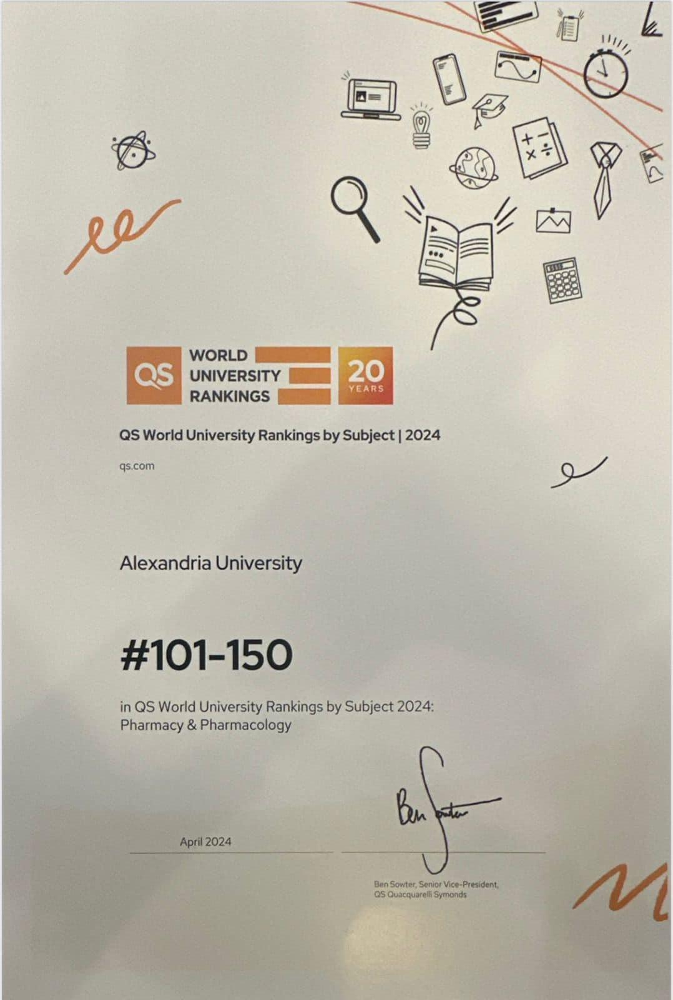 QS
WORLD
UNIVERSITY
RANKINGS
20
YEARS
QS World University Rankings by Subject | 2024
qs.com
Alexandria University
#101-150
in QS World University Rankings by Subject 2024:
Pharmacy & Pharmacology
Ben Sowter
April 2024
Ben Sowter, Senior Vice-President,
QS Quacquarelli Symonds